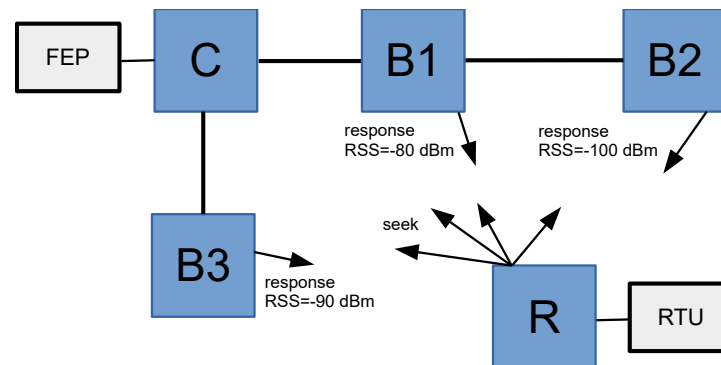 FEP
C
B1
B2
response
RSS=-80 dBm
response
RSS=-100 dBm
seek
B3
response
RSS=-90 dBm
R
RTU